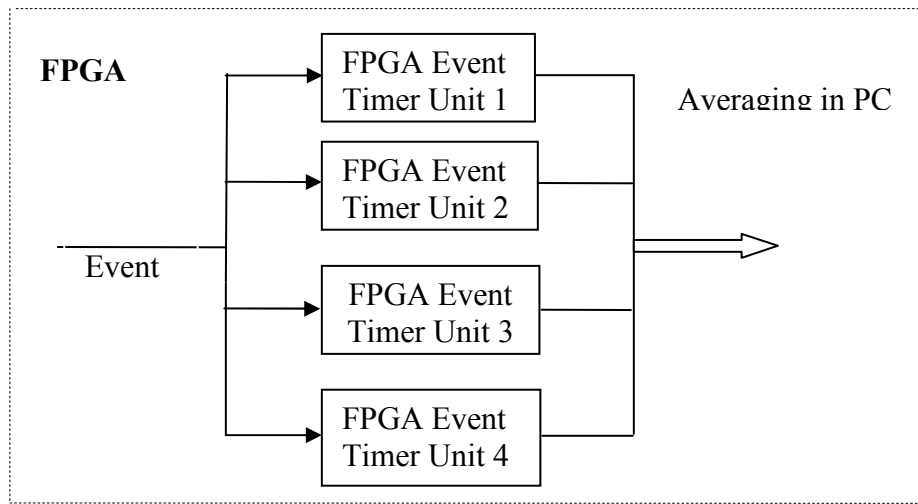 FPGA
FPGA Event
Timer Unit 1
Averaging in PC
FPGA Event
Timer Unit 2
Event
FPGA Event
Timer Unit 3
FPGA Event
Timer Unit 4